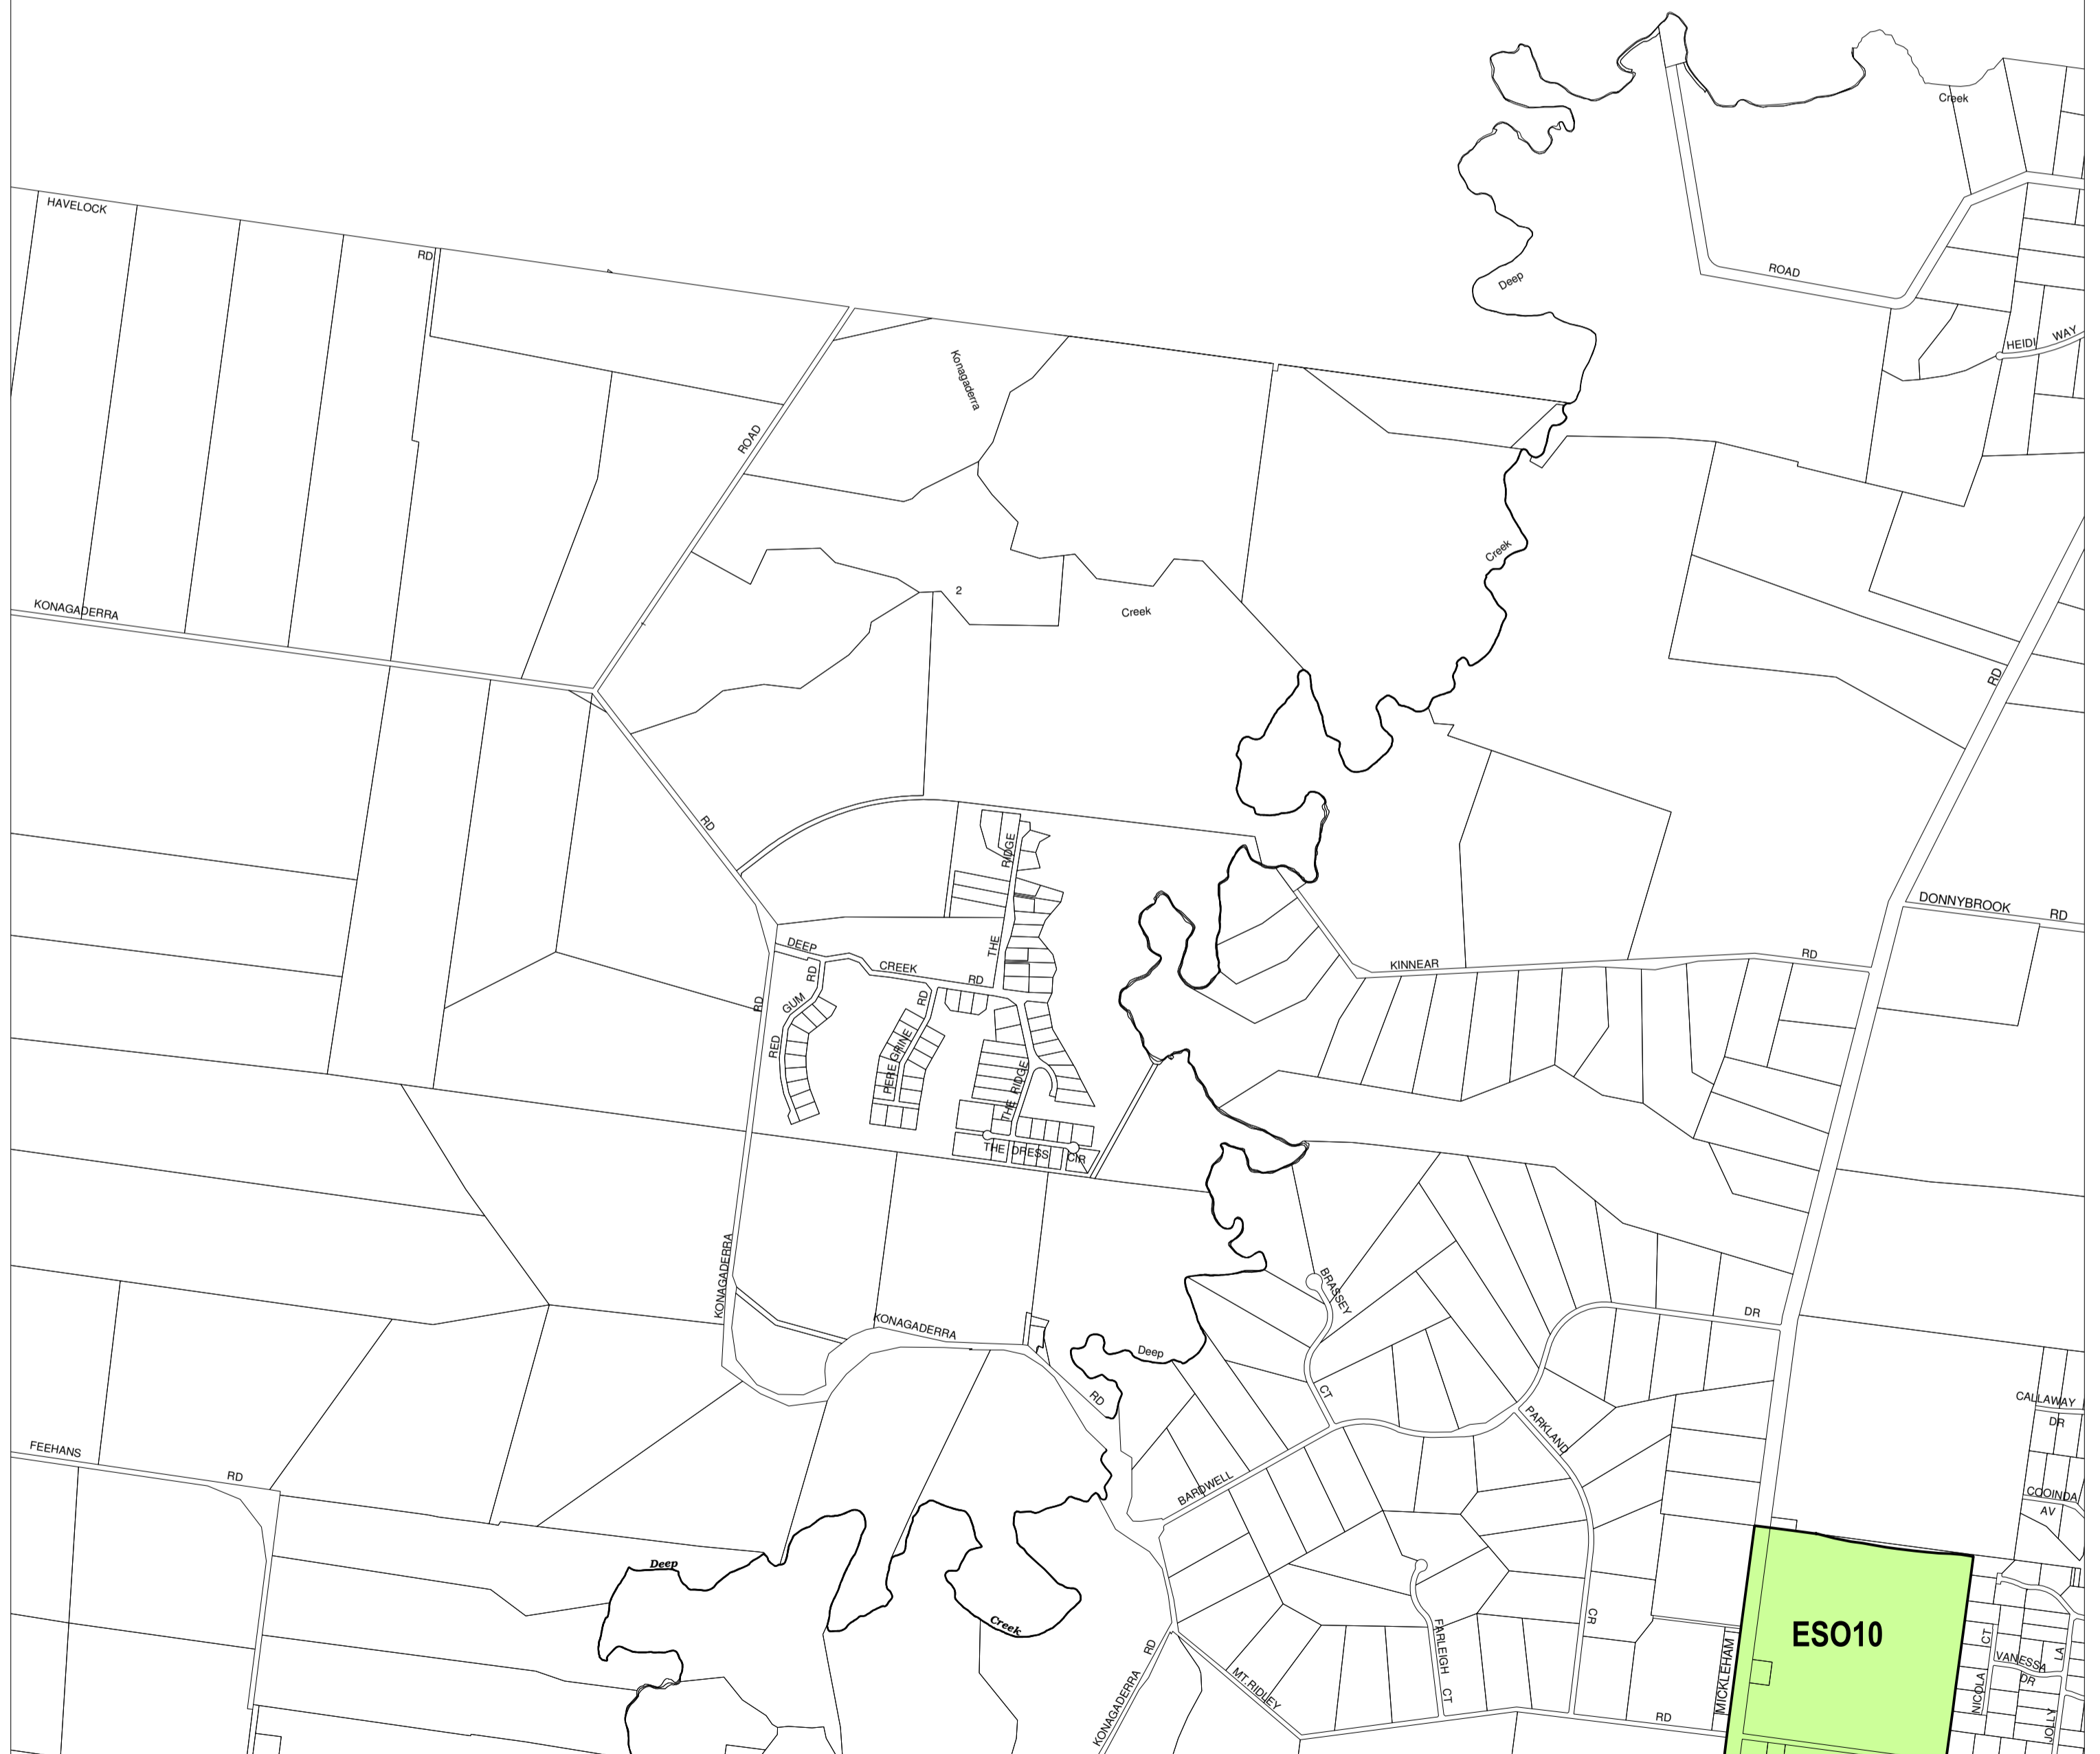 Creek
HAVELOCK
RD
Deep
ROAD
HEIDI WAY
Konagaderra
ROAD
Creek
2
Creek
KONAGADERRA
RD
RD
RIDGE
THE
DONNYBROOK RD
DEEP
CREEK
RD
KINNEAR
RD
RD
GUM
RED
RD
PEREGRINE
RD
THE RIDGE
THE DRESS CIR
KONAGADERRA
BRASSEY
CT
DR
KONAGADERRA
RD
Deep
CALLAWAY
DR
PARKLAND
CR
FEEHANS
RD
BARDWELL
COOINDA
AV
Deep
Creek
ESO10
KONAGADERRA RD
MT.RIDLEY
RD
FARLEIGH CT
MICKLEHAM
NICOLA CT
VANESSA
DR
JOLLY LA